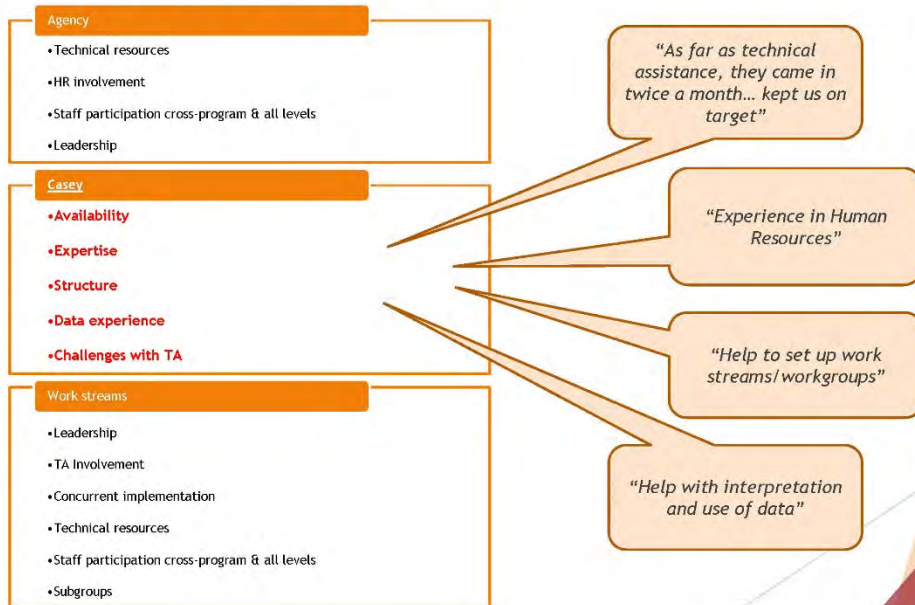 Agency
•Technical resources
•HR involvement
•Staff participation cross-program & all levels
•Leadership
Casey
•Availability
•Expertise
•Structure
•Data experience
•Challenges with TA
Work streams
•Leadership
•TA Involvement
•Concurrent implementation
•Technical resources
•Staff participation cross-program & all levels
•Subgroups
“As far as technical
assistance, they came in
twice a month… kept us on
target”
“Experience in Human
Resources”
“Help to set up work
streams/workgroups”
“Help with interpretation
and use of data”